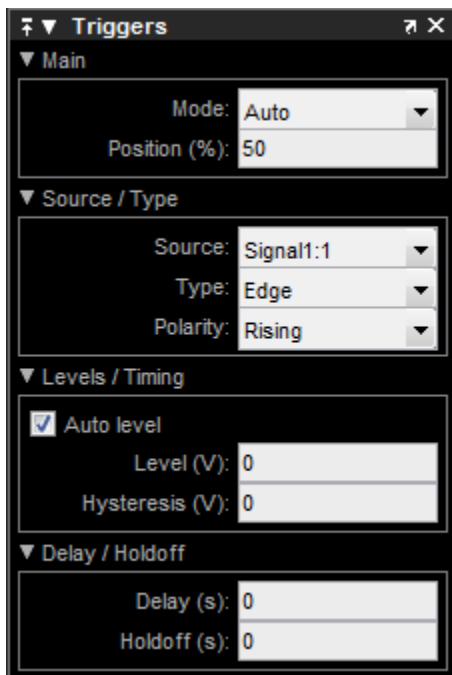 Triggers
Main
Mode: Auto
Position (%): 50
Source / Type
Source: Signal1:1
Type: Edge
Polarity: Rising
Levels / Timing
Auto level
Level (V): 0
Hysteresis (V): 0
Delay / Holdoff
Delay (s): 0
Holdoff (s): 0